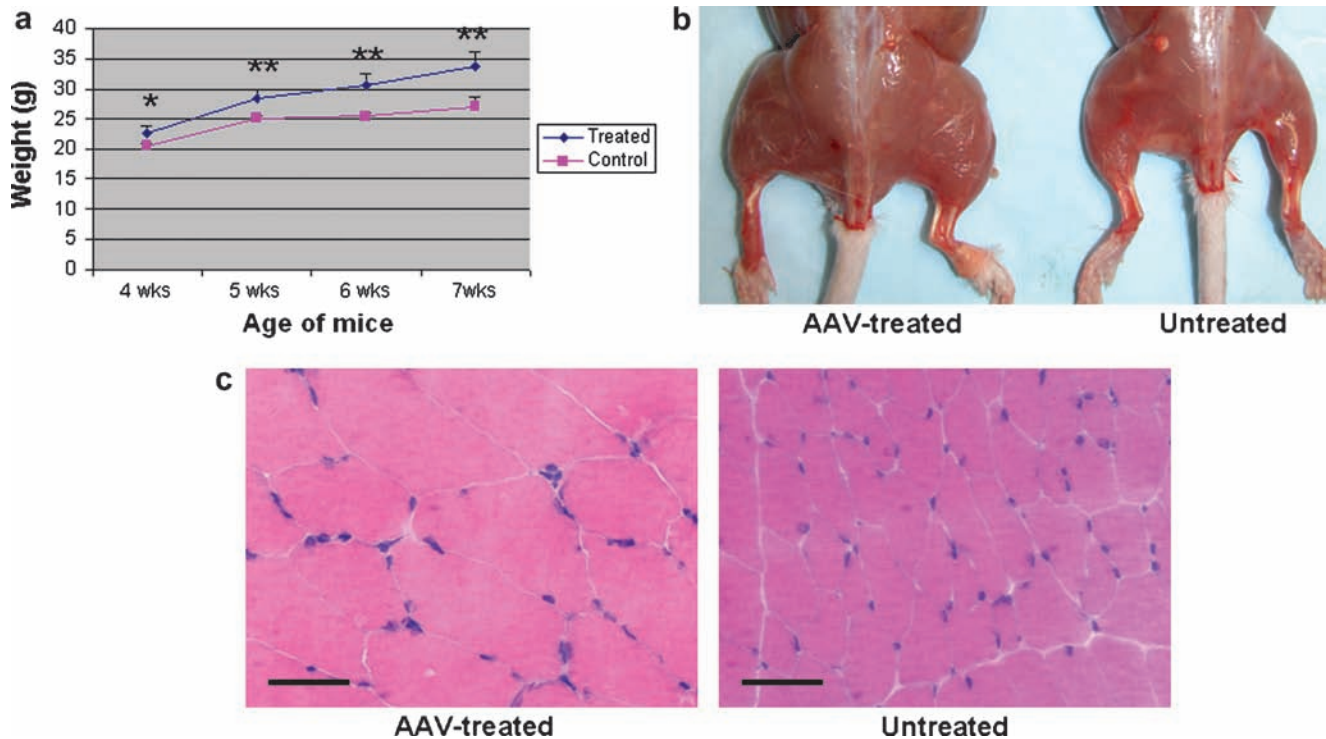 a
40
35
30
25
20
15
10
5
0
Weight (g)
*
**
**
**
4 wks
5 wks
6 wks
7wks
Age of mice
Treated
Control
b
AAV-treated
Untreated
c
AAV-treated
Untreated